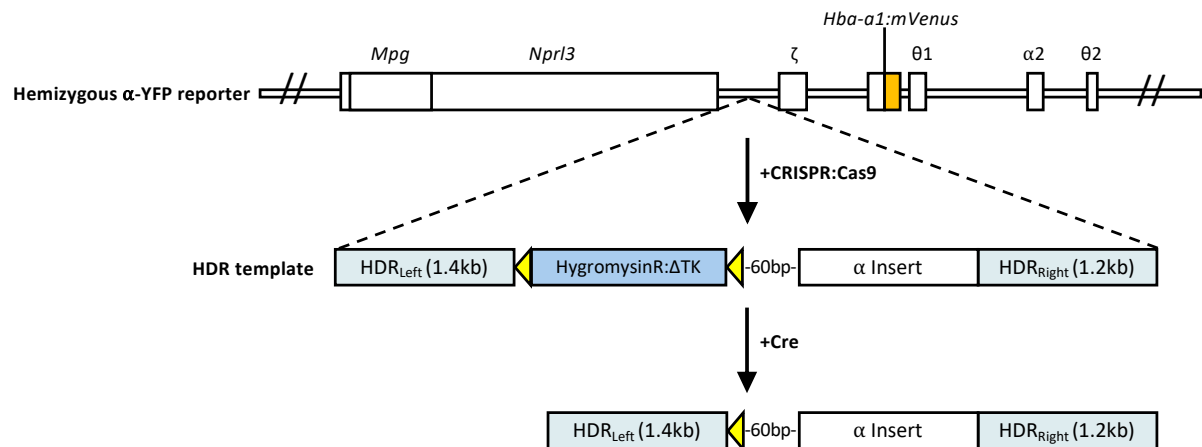 Hba-a1:mVenus
Mpg Nprl3 ζ θ1 α2 θ2
Hemizygous α-YFP reporter
+CRISPR:Cas9
HDR template HDRLeft (1.4kb) HygromysinR:ΔTK -60bp- α Insert HDRRight (1.2kb)
+Cre
HDRLeft (1.4kb) -60bp- α Insert HDRRight (1.2kb)